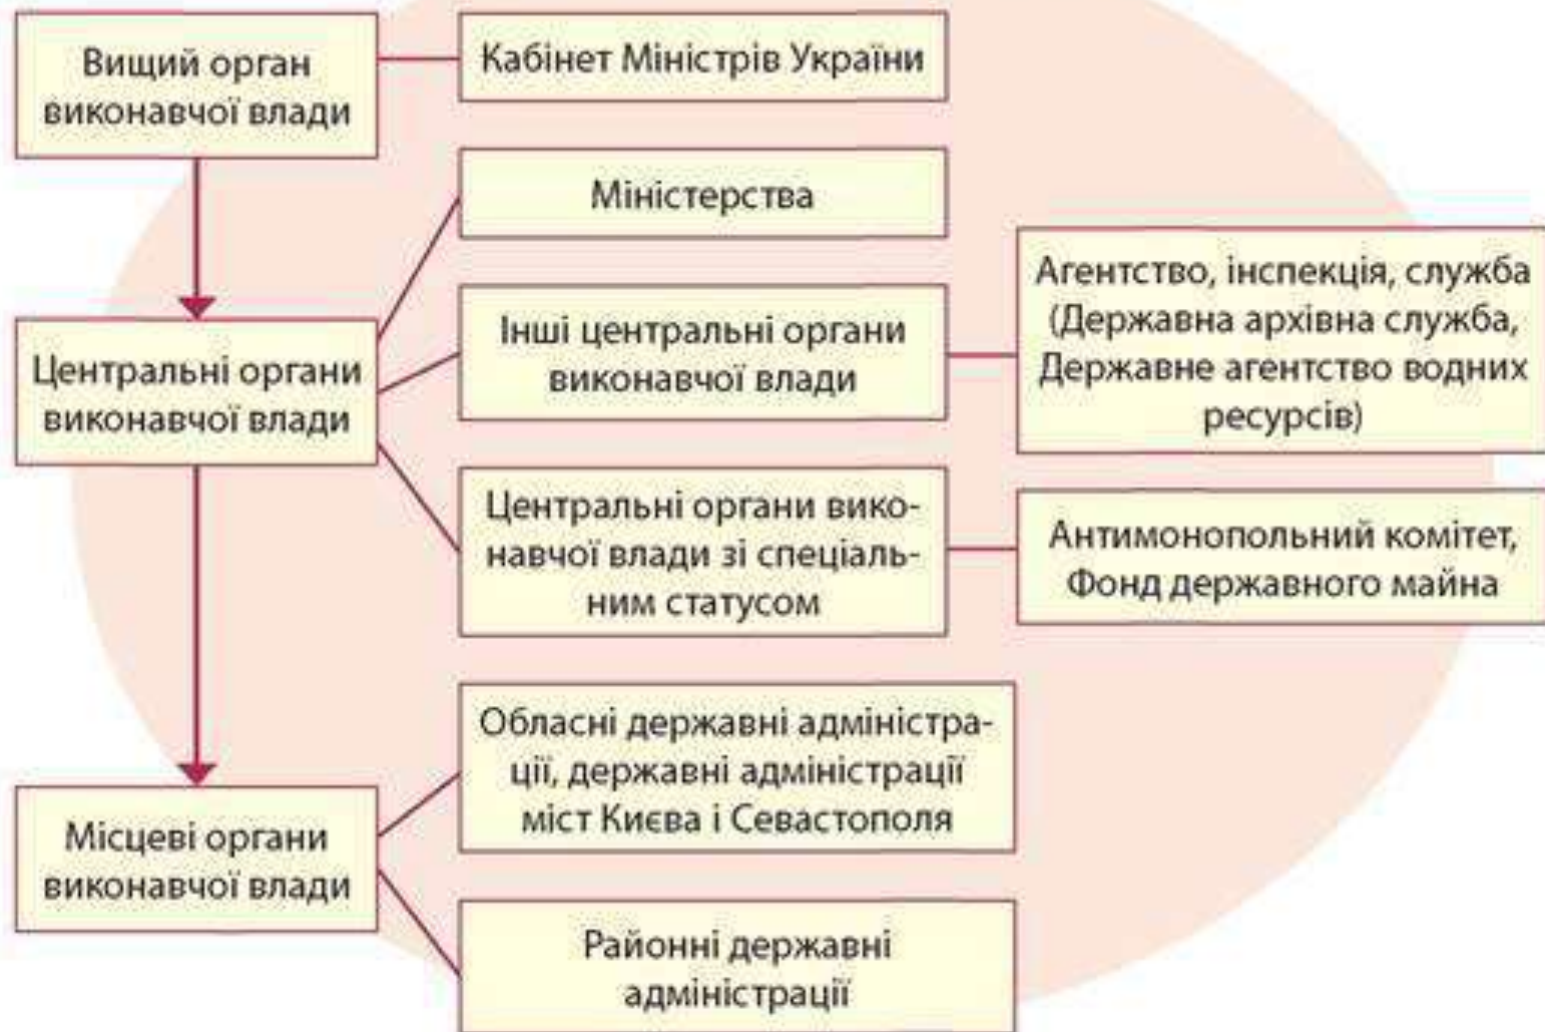 Вищий орган
виконавчої влади
Кабінет Міністрів України
Міністерства
Центральні органи
виконавчої влади
Інші центральні органи
виконавчої влади
Агентство, інспекція, служба
(Державна архівна служба,
Державне агентство водних
ресурсів)
Центральні органи вико-
навчої влади зі спеціаль-
ним статусом
Антимонопольний комітет,
Фонд державного майна
Місцеві органи
виконавчої влади
Обласні державні адміністра-
ції, державні адміністрації
міст Києва і Севастополя
Районні державні
адміністрації